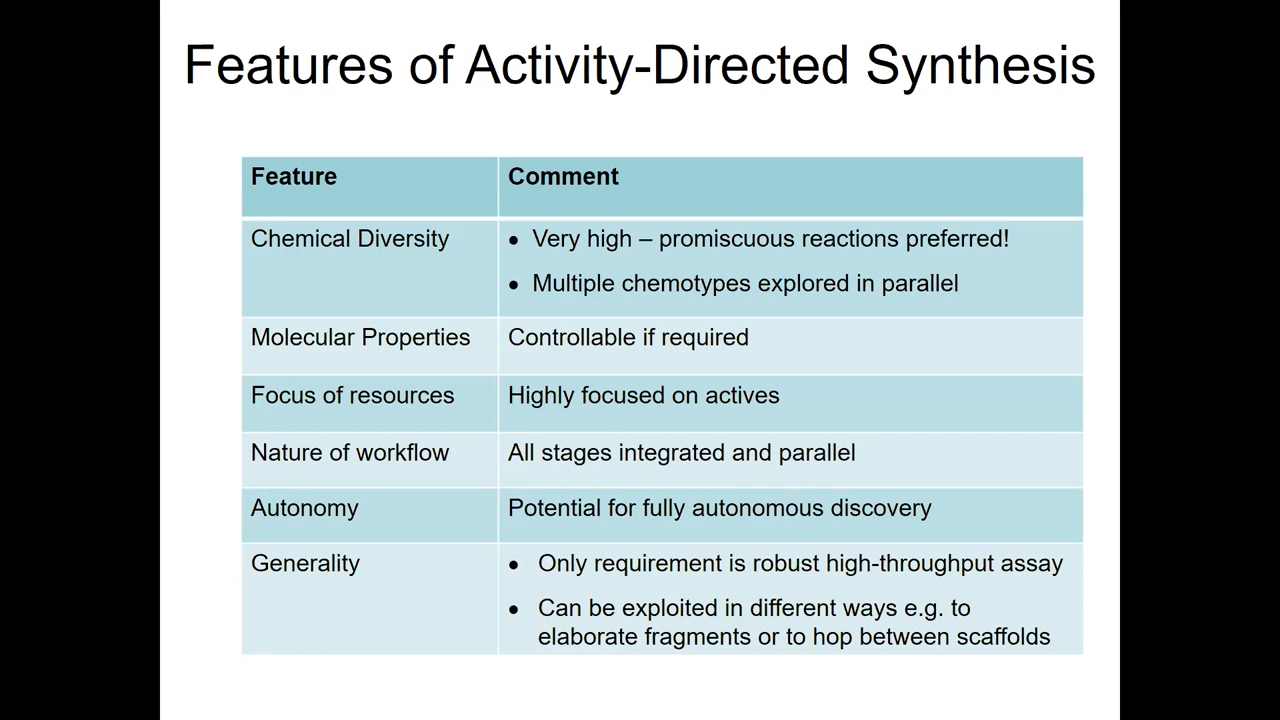 Features of Activity-Directed Synthesis
Feature
Comment
Chemical Diversity
• Very high – promiscuous reactions preferred!
• Multiple chemotypes explored in parallel
Molecular Properties
Controllable if required
Focus of resources
Highly focused on actives
Nature of workflow
All stages integrated and parallel
Autonomy
Potential for fully autonomous discovery
Generality
• Only requirement is robust high-throughput assay
• Can be exploited in different ways e.g. to
elaborate fragments or to hop between scaffolds